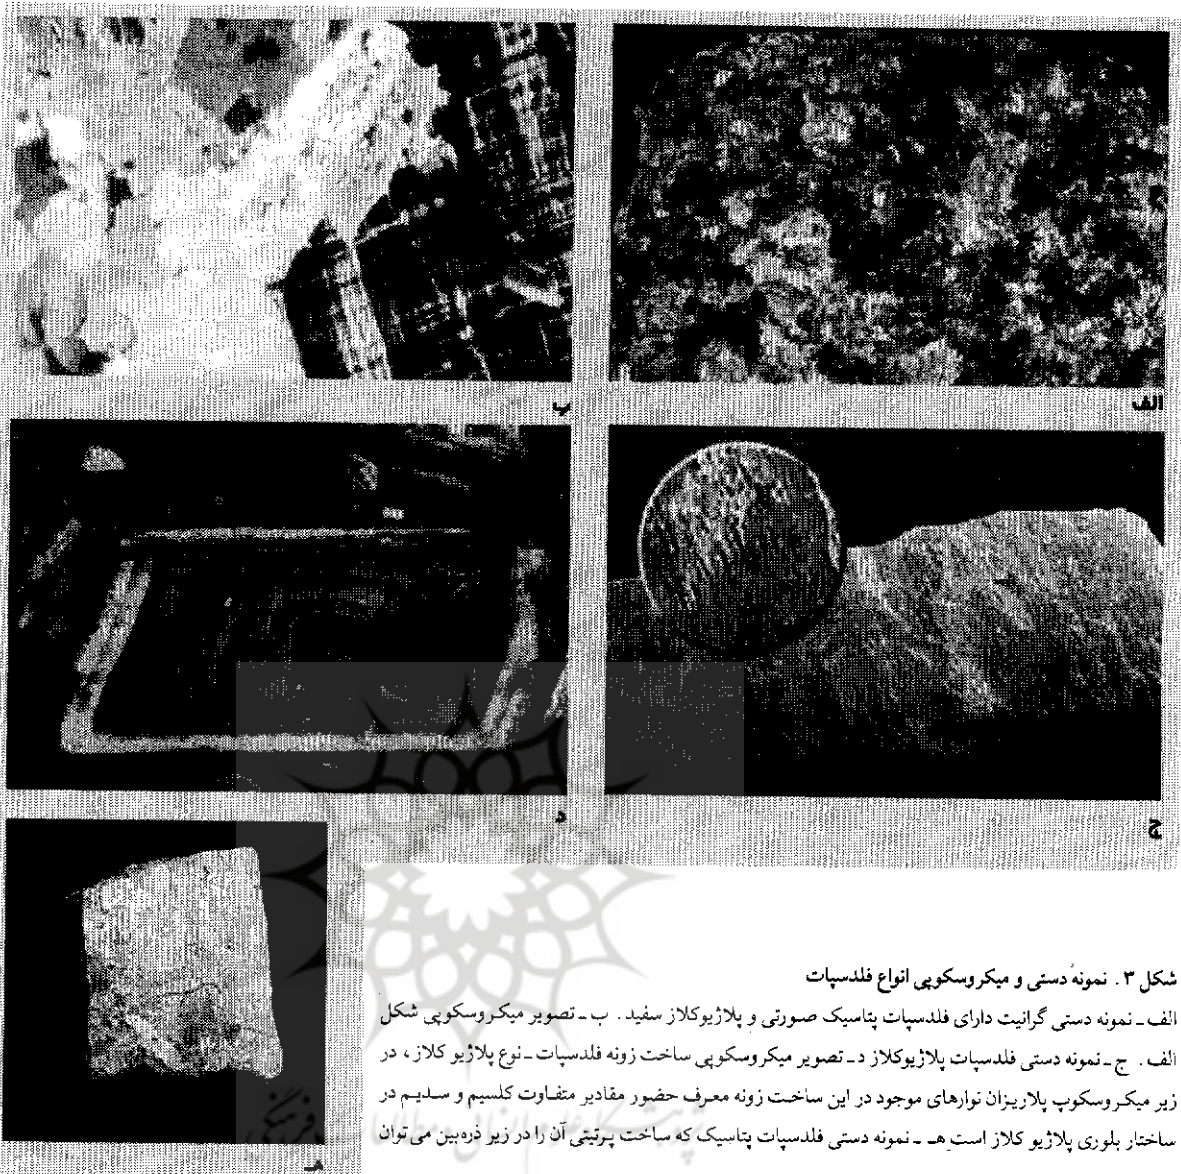 الف
ب
ج
د
هـ
شکل ۳. نمونهٔ دستی و میکروسکوپی انواع فلدسپات
الف ـ نمونه دستی گرانیت دارای فلدسپات پتاسیک صورتی و پلاژیوکلاز سفید. ب ـ تصویر میکروسکوپی شکل
الف. ج ـ نمونه دستی فلدسپات پلاژیوکلاز د ـ تصویر میکروسکوپی ساخت زونه فلدسپات ـ نوع پلاژیو کلاز، در
زیر میکروسکوپ پلاریزان نوارهای موجود در این ساخت زونه معرف حضور مقادیر متفاوت کلسیم و سدیم در
ساختار بلوری پلاژیو کلاز است هـ ـ نمونه دستی فلدسپات پتاسیک که ساخت پرتیتی آن را در زیر ذره‌بین می‌توان